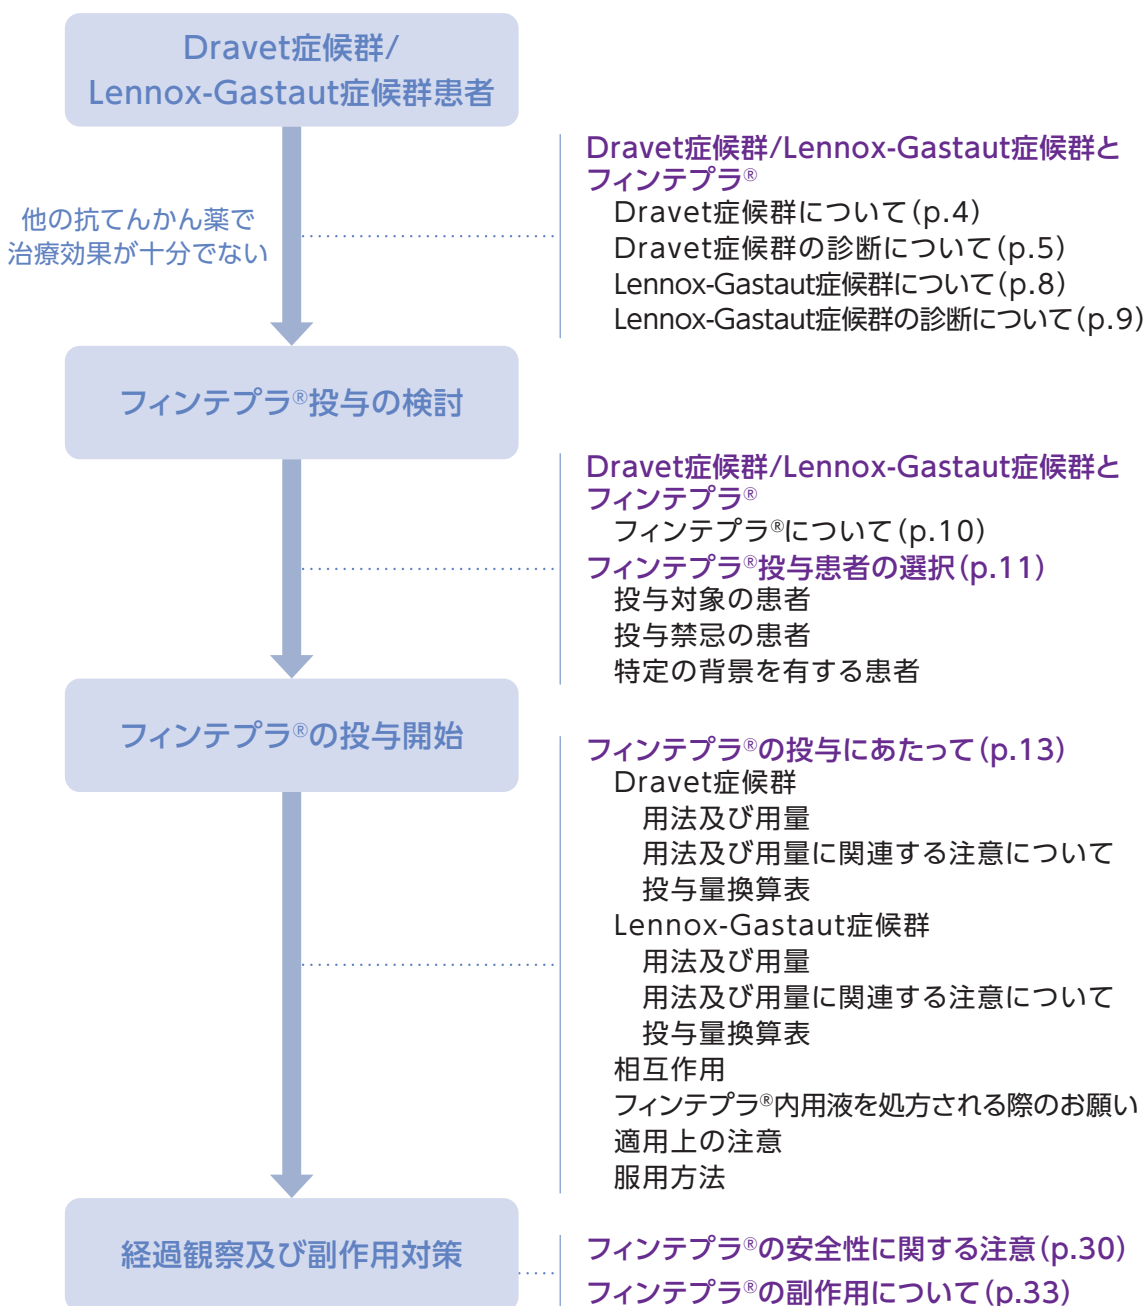 Dravet症候群/
Lennox-Gastaut症候群患者
他の抗てんかん薬で
治療効果が十分でない
Dravet症候群/Lennox-Gastaut症候群と
フィンテプラ®
Dravet症候群について(p.4)
Dravet症候群の診断について(p.5)
Lennox-Gastaut症候群について(p.8)
Lennox-Gastaut症候群の診断について(p.9)
フィンテプラ®投与の検討
Dravet症候群/Lennox-Gastaut症候群と
フィンテプラ®
フィンテプラ®について(p.10)
フィンテプラ®投与患者の選択(p.11)
投与対象の患者
投与禁忌の患者
特定の背景を有する患者
フィンテプラ®の投与開始
フィンテプラ®の投与にあたって(p.13)
Dravet症候群
用法及び用量
用法及び用量に関連する注意について
投与量換算表
Lennox-Gastaut症候群
用法及び用量
用法及び用量に関連する注意について
投与量換算表
相互作用
フィンテプラ®内用液を処方される際のお願い
適用上の注意
服用方法
経過観察及び副作用対策
フィンテプラ®の安全性に関する注意(p.30)
フィンテプラ®の副作用について(p.33)